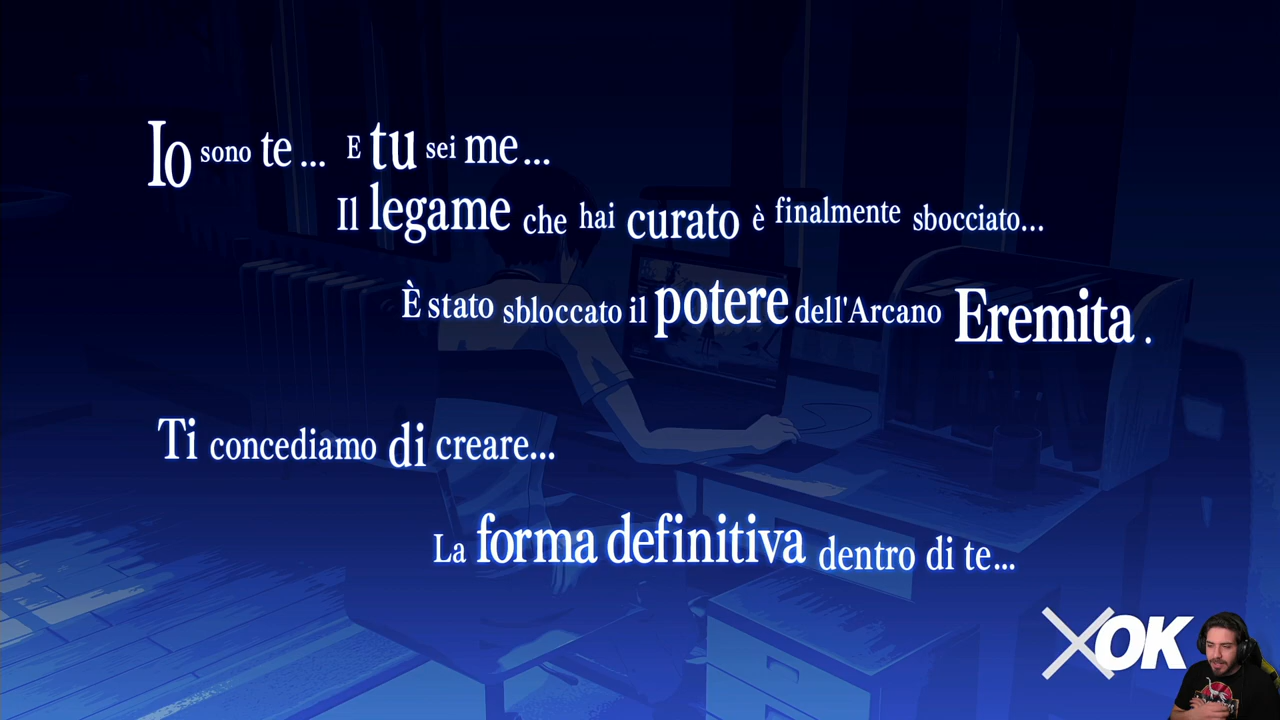 Io sono te... E tu sei me...
Il legame che hai curato è finalmente sbocciato...
È stato sbloccato il potere dell'Arcano Eremita.
Ti concediamo di creare...
La forma definitiva dentro di te...
OK